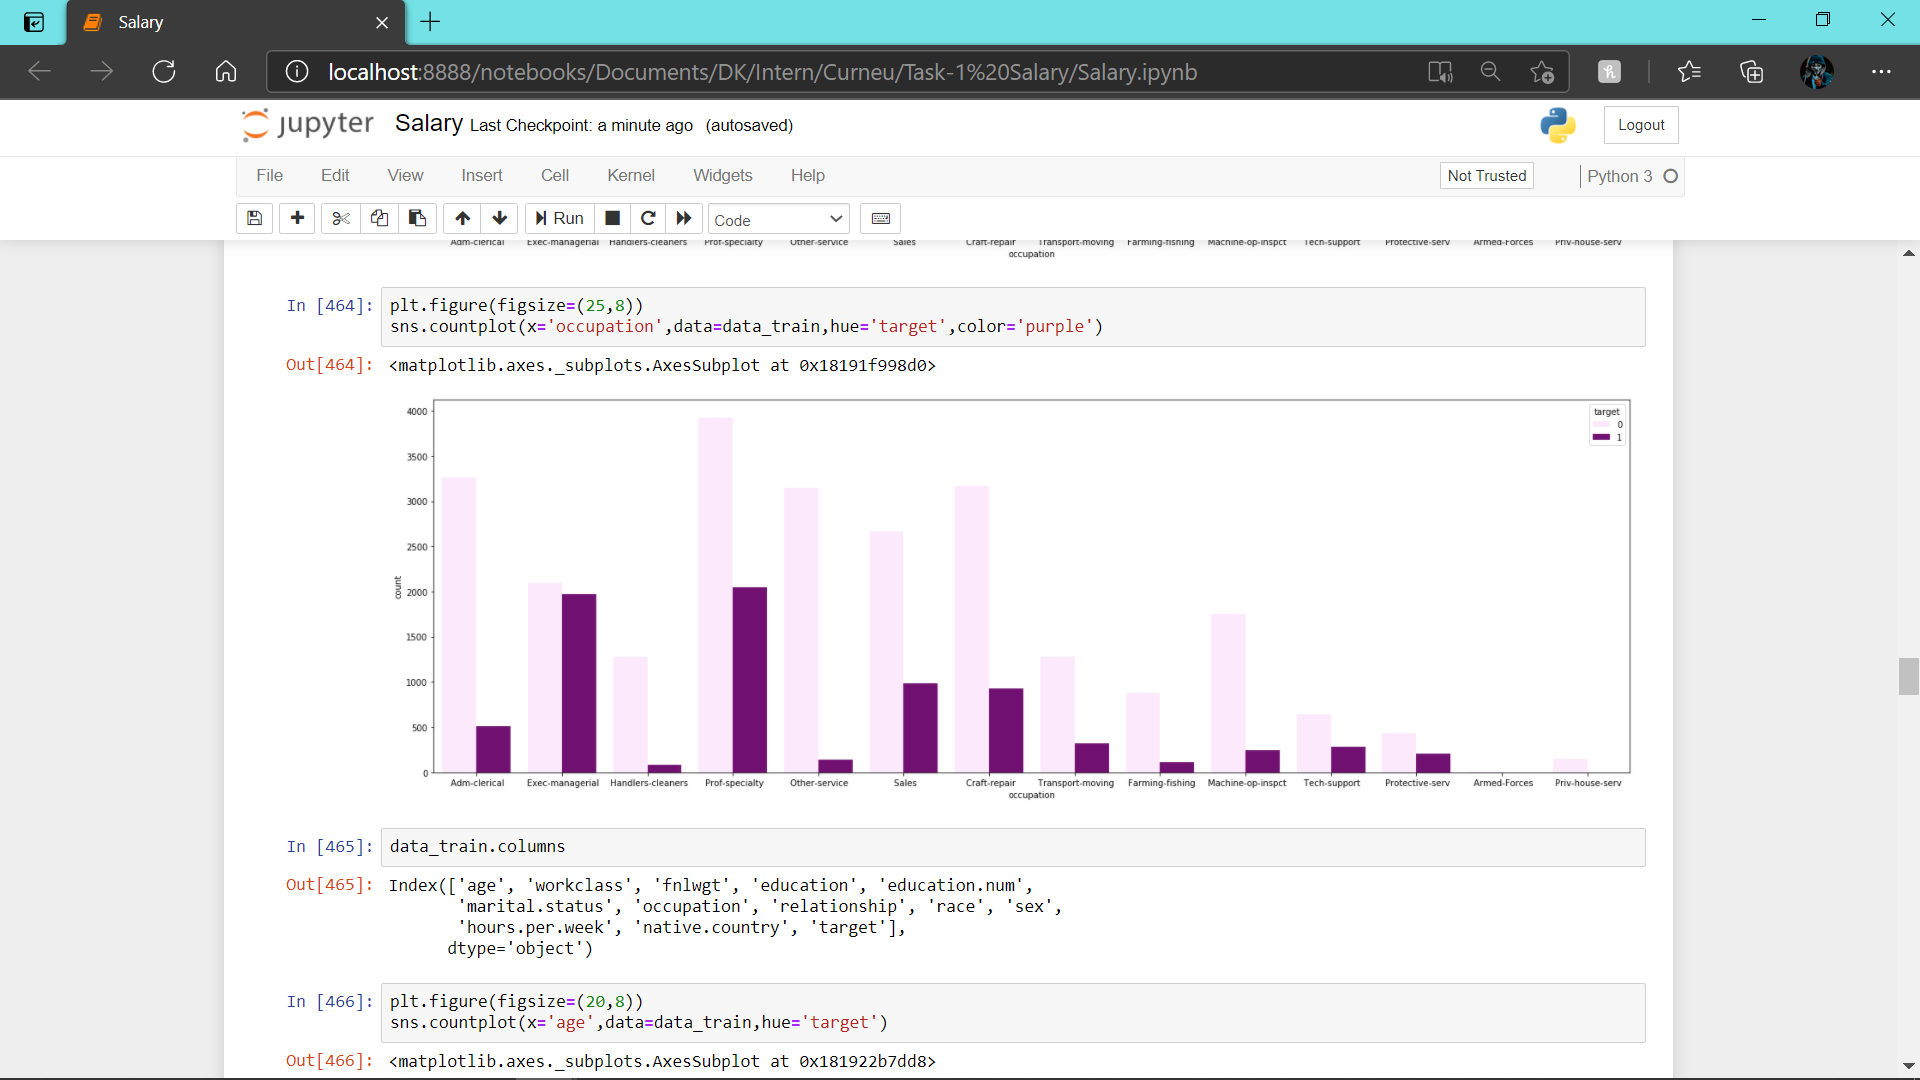 Salary
localhost:8888/notebooks/Documents/DK/Intern/Curneu/Task-1%20Salary/Salary.ipynb
jupyter Salary Last Checkpoint: a minute ago (autosaved)
Logout
File Edit View Insert Cell Kernel Widgets Help
Not Trusted
Python 3
Run
Code
Adm-clerical Exec-managerial Handlers-cleaners Prof-specialty Other-service Sales Craft-repair Transport-moving Farming-fishing Machine-op-inspct Tech-support Protective-serv Armed-Forces Priv-house-serv
occupation
In [464]: plt.figure(figsize=(25,8))
sns.countplot(x='occupation',data=data_train,hue='target',color='purple')
Out[464]: <matplotlib.axes._subplots.AxesSubplot at 0x18191f998d0>
target
0
1
4000
3500
3000
2500
2000
1500
1000
500
0
count
Adm-clerical Exec-managerial Handlers-cleaners Prof-specialty Other-service Sales Craft-repair Transport-moving Farming-fishing Machine-op-inspct Tech-support Protective-serv Armed-Forces Priv-house-serv
occupation
In [465]: data_train.columns
Out[465]: Index(['age', 'workclass', 'fnlwgt', 'education', 'education.num',
'marital.status', 'occupation', 'relationship', 'race', 'sex',
'hours.per.week', 'native.country', 'target'],
dtype='object')
In [466]: plt.figure(figsize=(20,8))
sns.countplot(x='age',data=data_train,hue='target')
Out[466]: <matplotlib.axes._subplots.AxesSubplot at 0x181922b7dd8>